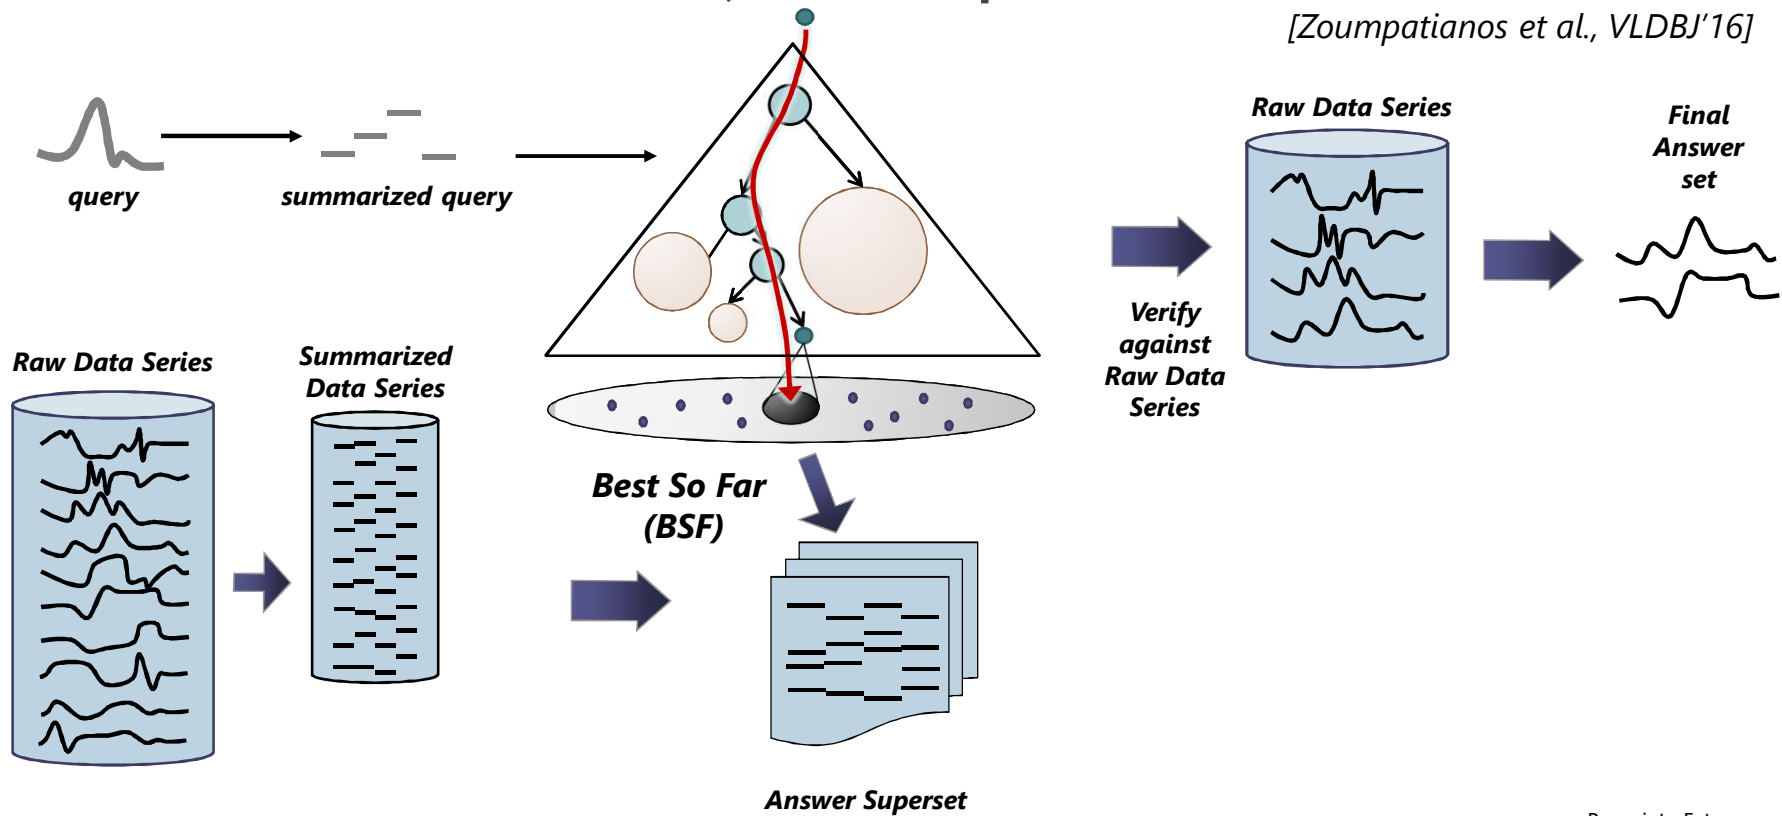 [Zoumpatianos et al., VLDBJ'16]
query
summarized query
Raw Data Series
Final
Answer
set
Verify
against
Raw Data
Series
Raw Data Series
Summarized
Data Series
Best So Far
(BSF)
Answer Superset